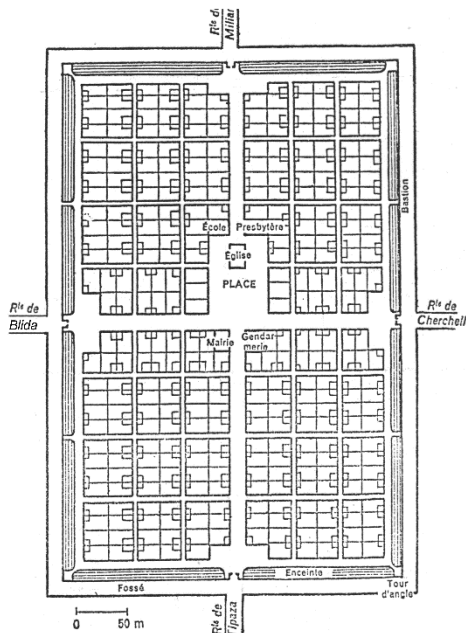 Rte de
Milian
Bastion
École
Presbytère
Église
PLACE
Rte de
Blida
Rte de
Cherchell
Mairie
Gendar-
merie
Enceinte
Fossé
Tour
d'angle
0
50 m
Rte de
Tipaza